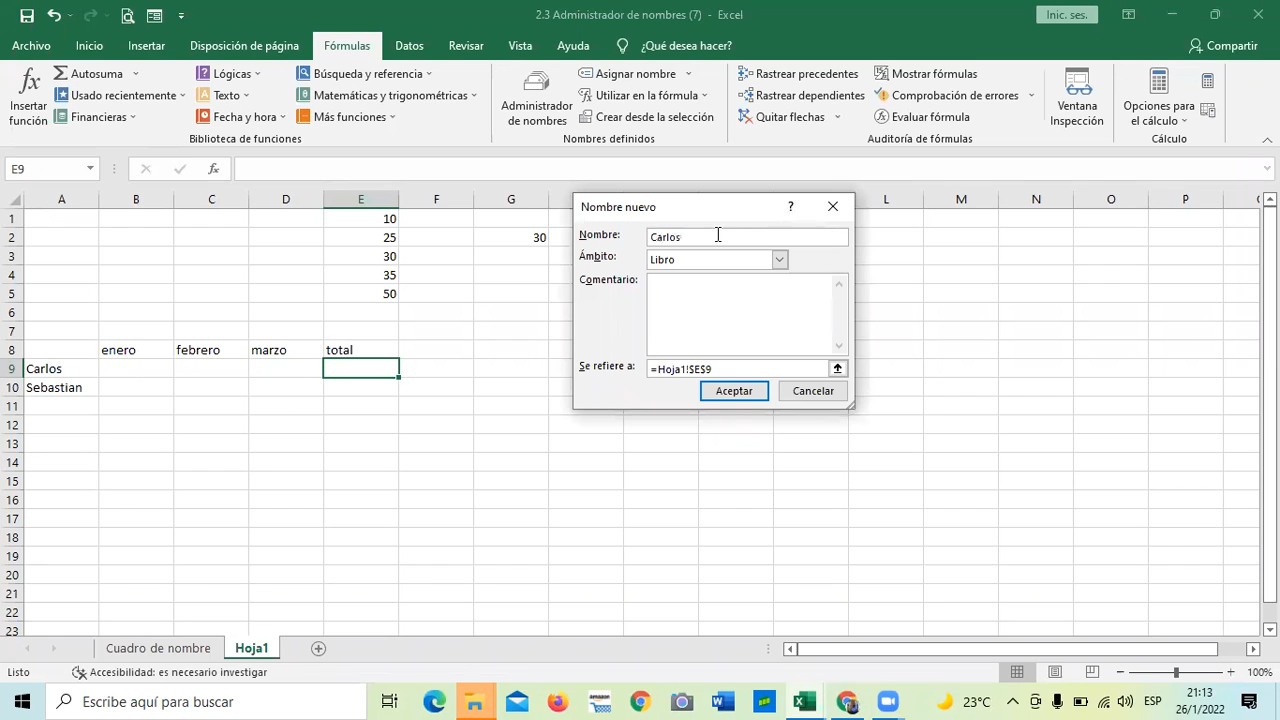 2.3 Administrador de nombres (7) - Excel
Inic. ses.
Archivo Inicio Insertar Disposición de página Fórmulas Datos Revisar Vista Ayuda ¿Qué desea hacer? Compartir
Insertar función
Autosuma
Usado recientemente
Financieras
Lógicas
Texto
Fecha y hora
Búsqueda y referencia
Matemáticas y trigonométricas
Más funciones
Biblioteca de funciones
Administrador de nombres
Asignar nombre
Utilizar en la fórmula
Crear desde la selección
Nombres definidos
Rastrear precedentes
Rastrear dependientes
Quitar flechas
Mostrar fórmulas
Comprobación de errores
Evaluar fórmula
Auditoría de fórmulas
Ventana Inspección
Opciones para el cálculo
Cálculo
E9 fx
A B C D E F G L M N O P
1 10
2 25 30
3 30
4 35
5 50
6
7
8 enero febrero marzo total
9 Carlos
10 Sebastian
11
12
13
14
15
16
17
18
19
20
21
22
23
Nombre nuevo ?
Nombre: Carlos
Ámbito: Libro
Comentario:
Se refiere a: =Hoja1!$E$9
Aceptar Cancelar
Cuadro de nombre Hoja1
Listo Accesibilidad: es necesario investigar 100%
Escribe aquí para buscar 23°C ESP 21:13
26/1/2022